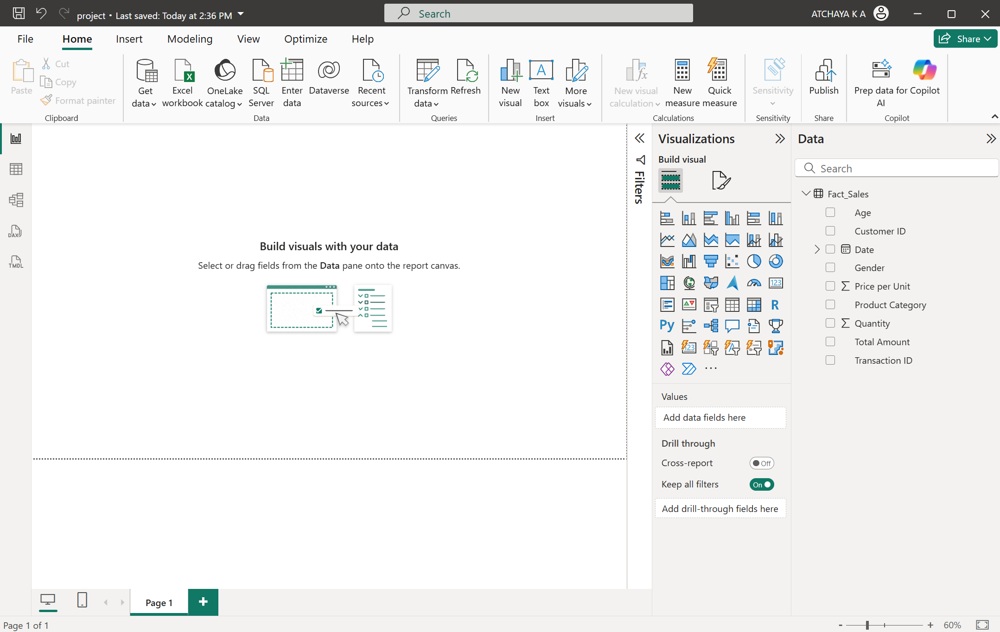 project • Last saved: Today at 2:36 PM
Search
ATCHAYA K A
File
Home
Insert
Modeling
View
Optimize
Help
Share
Paste
Cut
Copy
Format painter
Clipboard
Get data
Excel workbook
OneLake catalog
SQL Server
Enter data
Dataverse
Recent sources
Data
Transform data
Refresh
Queries
New visual
Text box
More visuals
Insert
New visual calculation
New measure
Quick measure
Calculations
Sensitivity
Sensitivity
Publish
Share
Prep data for AI
Copilot
Copilot
DAX
TMDL
Build visuals with your data
Select or drag fields from the Data pane onto the report canvas.
Filters
Visualizations
Build visual
123
R
Py
123
Values
Add data fields here
Drill through
Cross-report
Off
Keep all filters
On
Add drill-through fields here
Data
Search
Fact_Sales
Age
Customer ID
Date
Gender
Price per Unit
Product Category
Quantity
Total Amount
Transaction ID
Page 1
Page 1 of 1
- + 60%